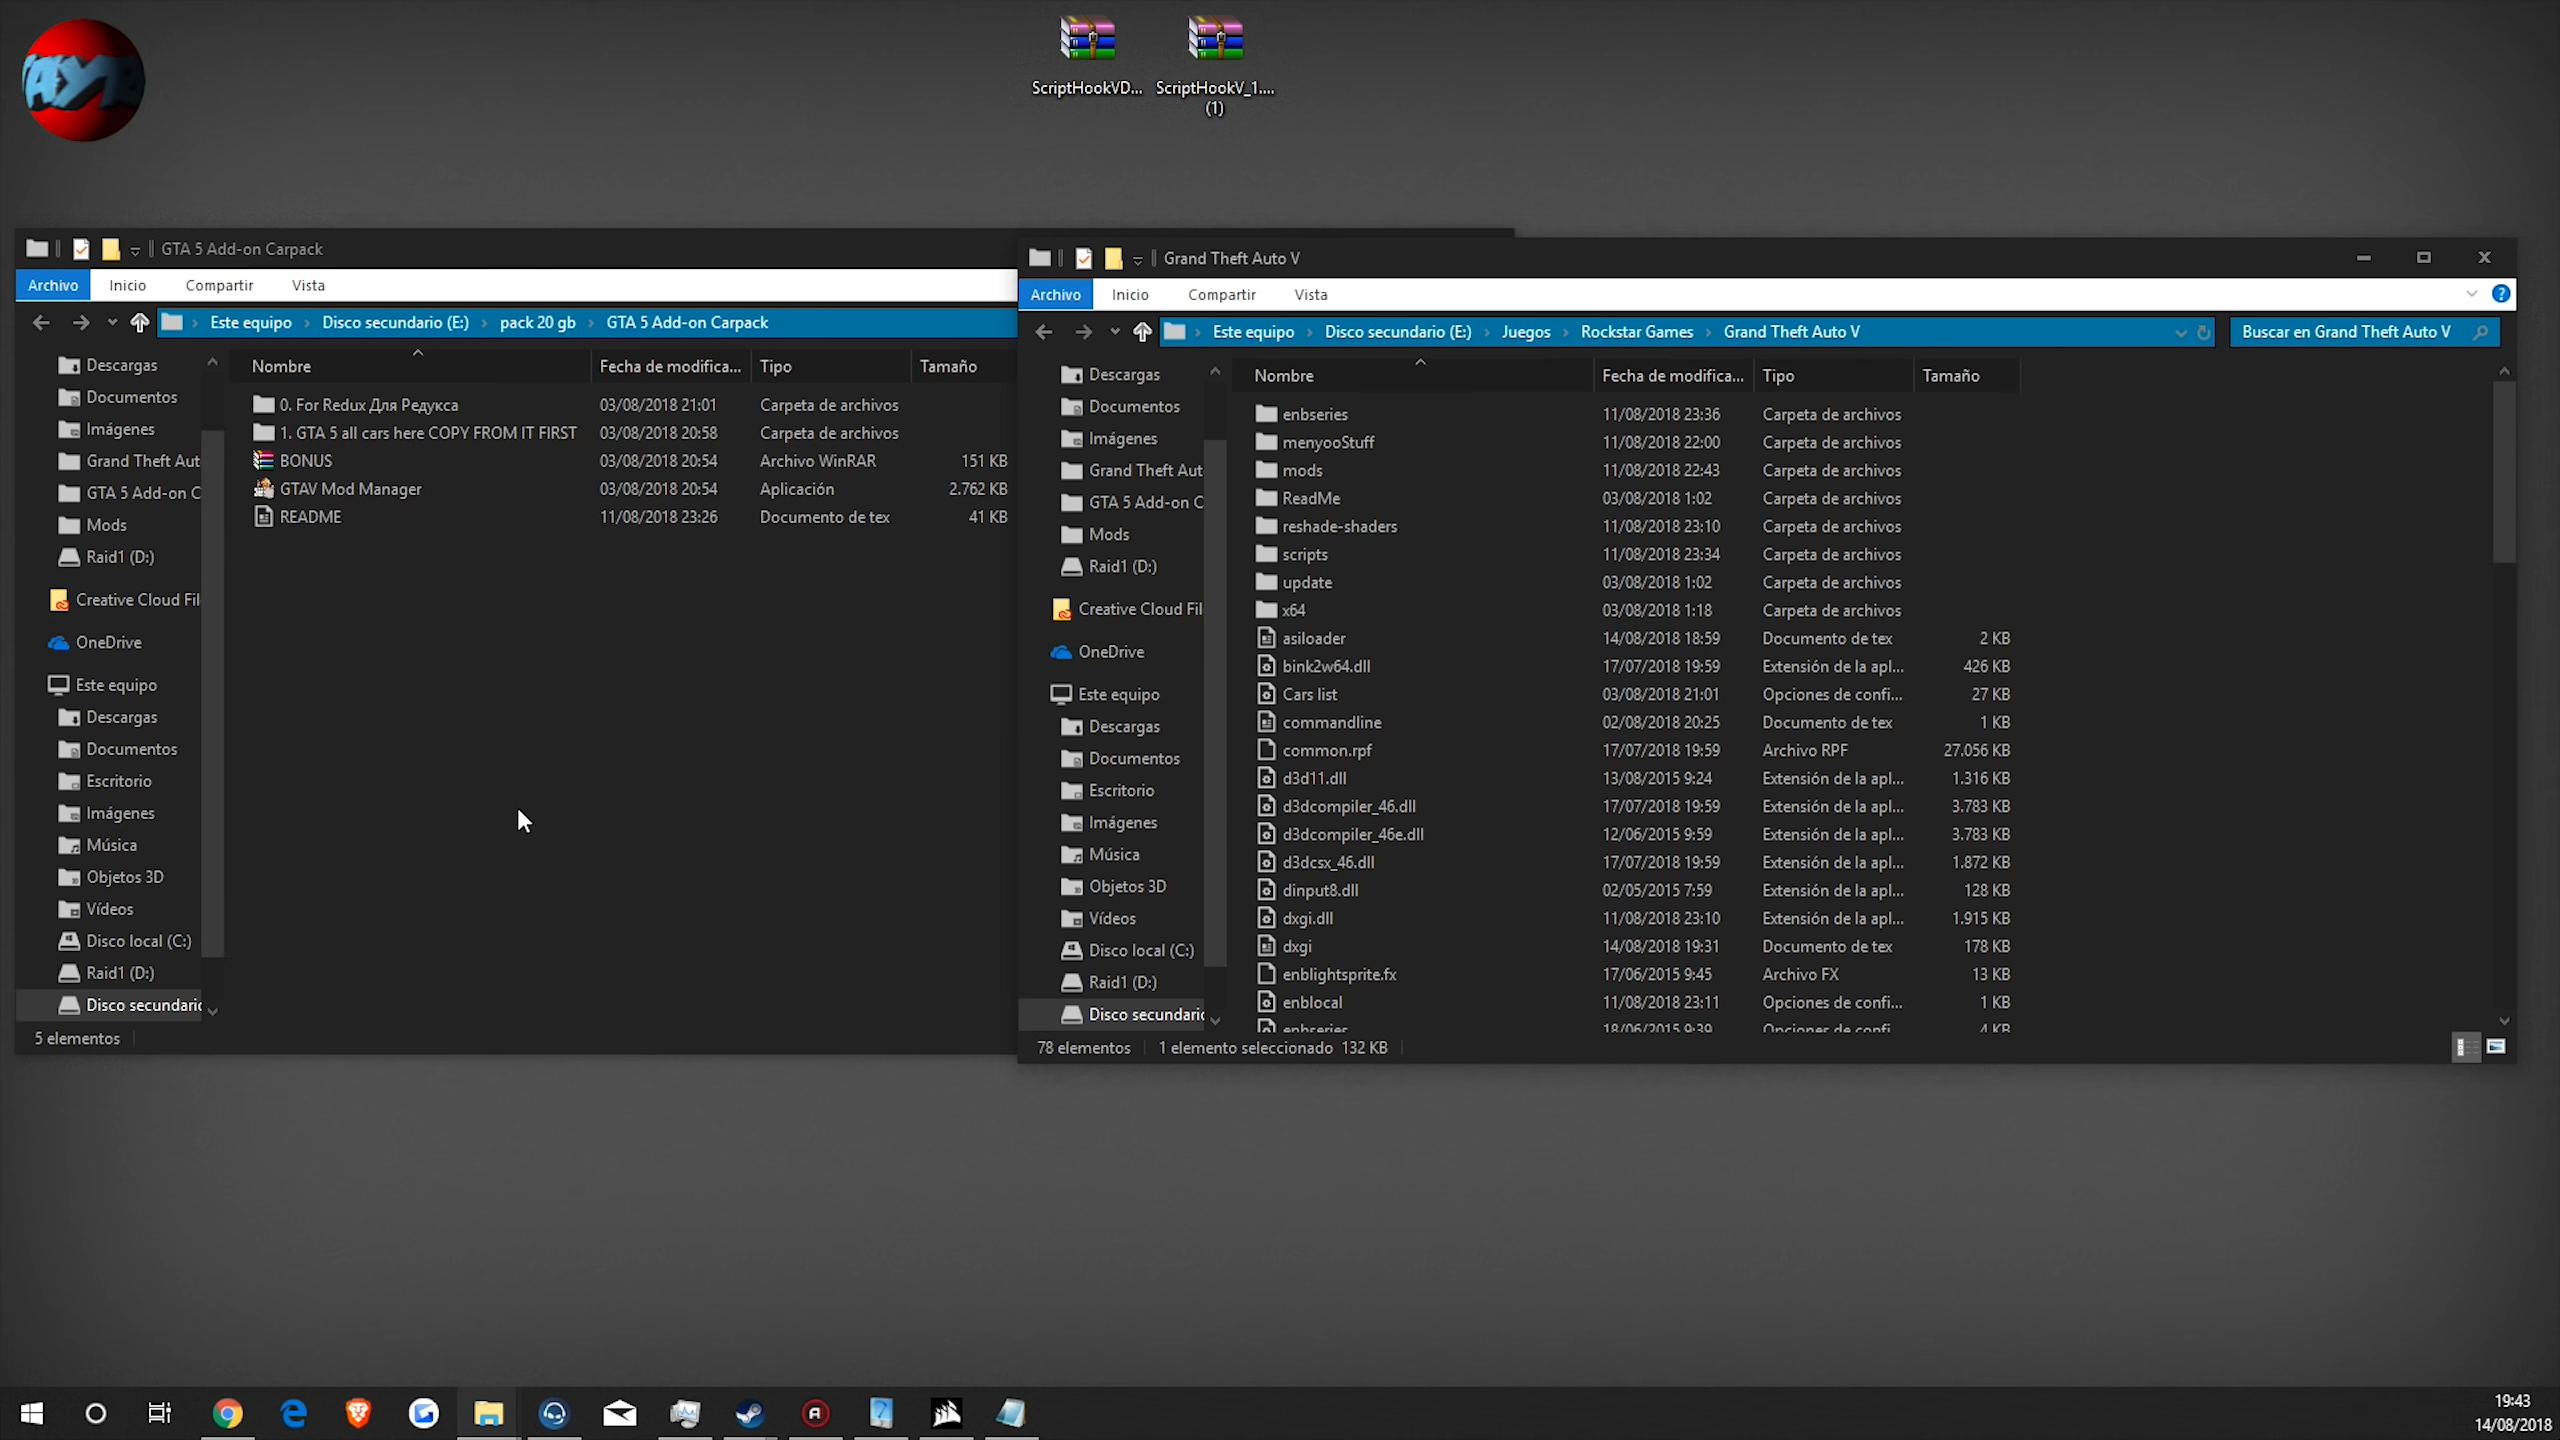 AYB
ScriptHookVD...
ScriptHookV_1....
(1)
GTA 5 Add-on Carpack
Archivo Inicio Compartir Vista
Este equipo Disco secundario (E:) pack 20 gb GTA 5 Add-on Carpack
Nombre Fecha de modifica... Tipo Tamaño
0. For Redux Для Редукса 03/08/2018 21:01 Carpeta de archivos
1. GTA 5 all cars here COPY FROM IT FIRST 03/08/2018 20:58 Carpeta de archivos
BONUS 03/08/2018 20:54 Archivo WinRAR 151 KB
GTAV Mod Manager 03/08/2018 20:54 Aplicación 2.762 KB
README 11/08/2018 23:26 Documento de tex 41 KB
Descargas
Documentos
Imágenes
Grand Theft Aut
GTA 5 Add-on C
Mods
Raid1 (D:)
Creative Cloud Fil
OneDrive
Este equipo
Descargas
Documentos
Escritorio
Imágenes
Música
Objetos 3D
Vídeos
Disco local (C:)
Raid1 (D:)
Disco secundario
5 elementos
Grand Theft Auto V
Archivo Inicio Compartir Vista
Este equipo Disco secundario (E:) Juegos Rockstar Games Grand Theft Auto V
Buscar en Grand Theft Auto V
Descargas
Documentos
Imágenes
Grand Theft Aut
GTA 5 Add-on C
Mods
Raid1 (D:)
Creative Cloud Fil
OneDrive
Este equipo
Descargas
Documentos
Escritorio
Imágenes
Música
Objetos 3D
Vídeos
Disco local (C:)
Raid1 (D:)
Disco secundario
Nombre Fecha de modifica... Tipo Tamaño
enbseries 11/08/2018 23:36 Carpeta de archivos
menyooStuff 11/08/2018 22:00 Carpeta de archivos
mods 11/08/2018 22:43 Carpeta de archivos
ReadMe 03/08/2018 1:02 Carpeta de archivos
reshade-shaders 11/08/2018 23:10 Carpeta de archivos
scripts 11/08/2018 23:34 Carpeta de archivos
update 03/08/2018 1:02 Carpeta de archivos
x64 03/08/2018 1:18 Carpeta de archivos
asiloader 14/08/2018 18:59 Documento de tex 2 KB
bink2w64.dll 17/07/2018 19:59 Extensión de la apl... 426 KB
Cars list 03/08/2018 21:01 Opciones de confi... 27 KB
commandline 02/08/2018 20:25 Documento de tex 1 KB
common.rpf 17/07/2018 19:59 Archivo RPF 27.056 KB
d3d11.dll 13/08/2015 9:24 Extensión de la apl... 1.316 KB
d3dcompiler_46.dll 17/07/2018 19:59 Extensión de la apl... 3.783 KB
d3dcompiler_46e.dll 12/06/2015 9:59 Extensión de la apl... 3.783 KB
d3dcsx_46.dll 17/07/2018 19:59 Extensión de la apl... 1.872 KB
dinput8.dll 02/05/2015 7:59 Extensión de la apl... 128 KB
dxgi.dll 11/08/2018 23:10 Extensión de la apl... 1.915 KB
dxgi 14/08/2018 19:31 Documento de tex 178 KB
enblightsprite.fx 17/06/2015 9:45 Archivo FX 13 KB
enblocal 11/08/2018 23:11 Opciones de confi... 1 KB
enbseries 18/06/2015 9:39 Opciones de confi 4 KB
78 elementos 1 elemento seleccionado 132 KB
19:43
14/08/2018